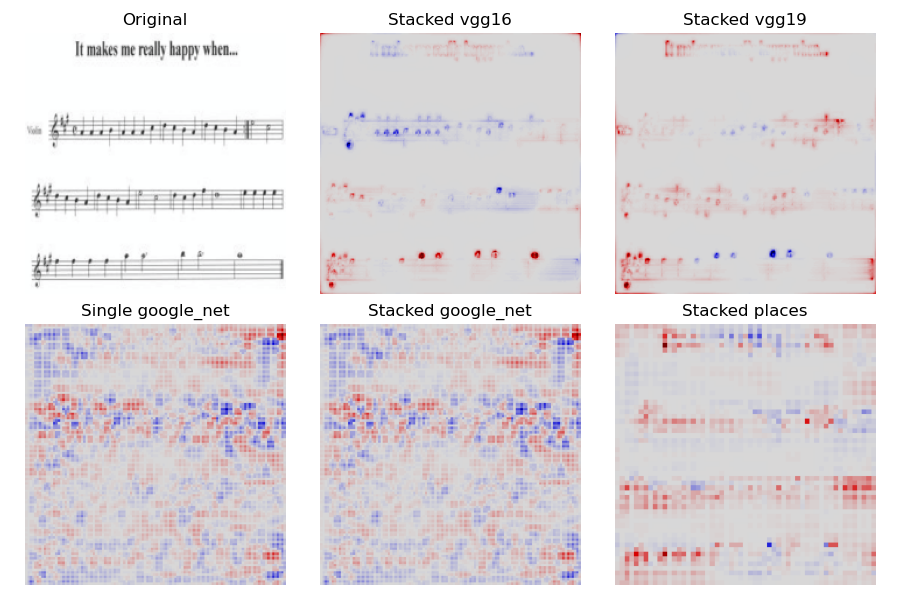 Original
Stacked vgg16
Stacked vgg19
It makes me really happy when...
Violin
Single google_net
Stacked google_net
Stacked places